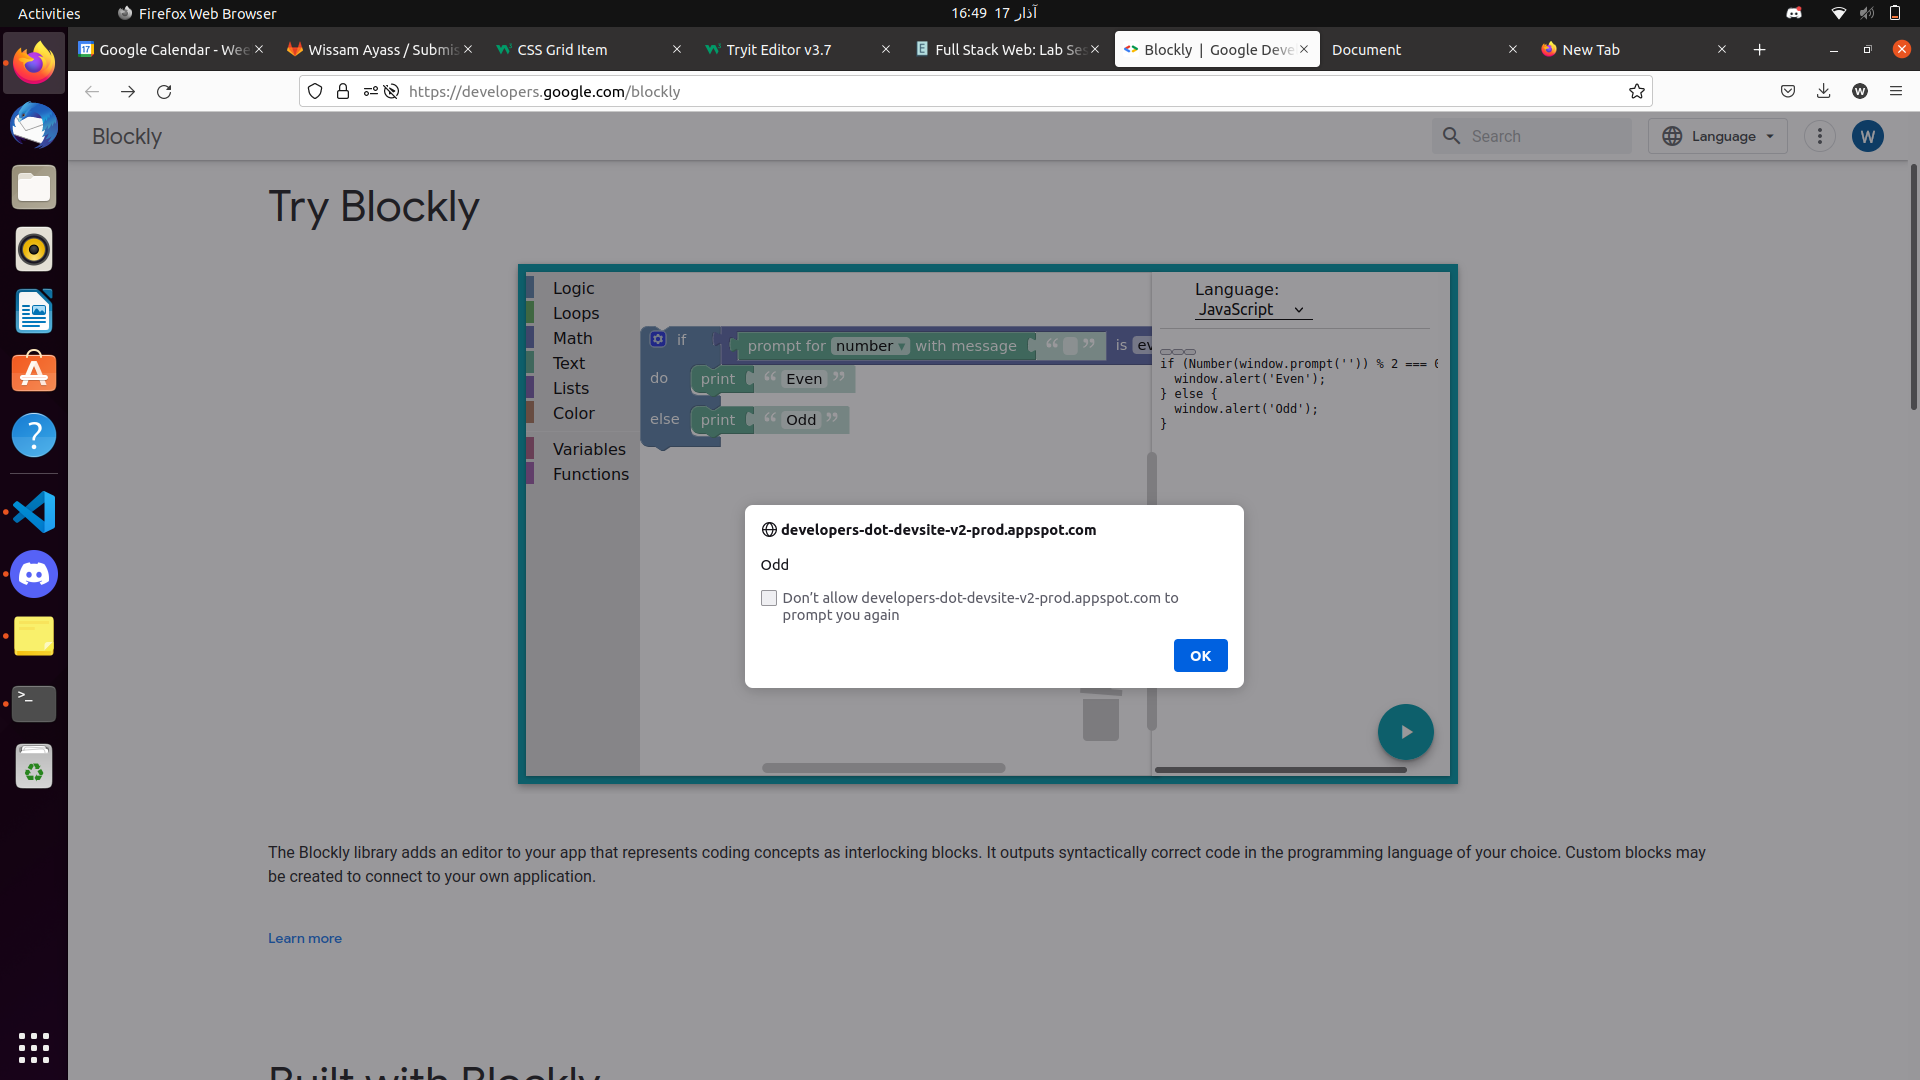 Activities
Firefox Web Browser
16:49 17 آذار
Google Calendar - Wee
Wissam Ayass / Submis
CSS Grid Item
Tryit Editor v3.7
Full Stack Web: Lab Ses
Blockly | Google Deve
Document
New Tab
https://developers.google.com/blockly
Blockly
Search
Language
W
Try Blockly
Logic
Loops
Math
Text
Lists
Color
Variables
Functions
if prompt for number with message “ ” is ev
do print “ Even ”
else print “ Odd ”
Language:
JavaScript
if (Number(window.prompt('')) % 2 === 0
window.alert('Even');
} else {
window.alert('Odd');
}
developers-dot-devsite-v2-prod.appspot.com
Odd
Don’t allow developers-dot-devsite-v2-prod.appspot.com to
prompt you again
OK
The Blockly library adds an editor to your app that represents coding concepts as interlocking blocks. It outputs syntactically correct code in the programming language of your choice. Custom blocks may
be created to connect to your own application.
Learn more
Built with Blockly